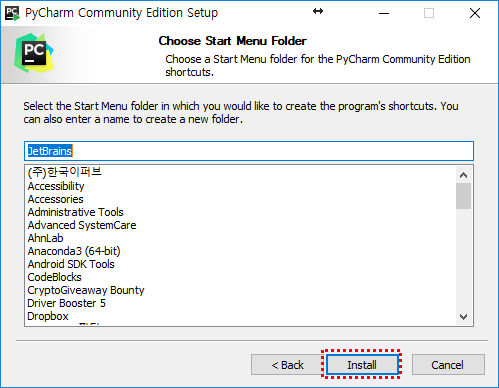 PyCharm Community Edition Setup
Choose Start Menu Folder
Choose a Start Menu folder for the PyCharm Community Edition
shortcuts.
Select the Start Menu folder in which you would like to create the program's shortcuts. You
can also enter a name to create a new folder.
JetBrains
(주)한국이퍼브
Accessibility
Accessories
Administrative Tools
Advanced SystemCare
AhnLab
Anaconda3 (64-bit)
Android SDK Tools
CodeBlocks
CryptoGiveaway Bounty
Driver Booster 5
Dropbox
< Back
Install
Cancel